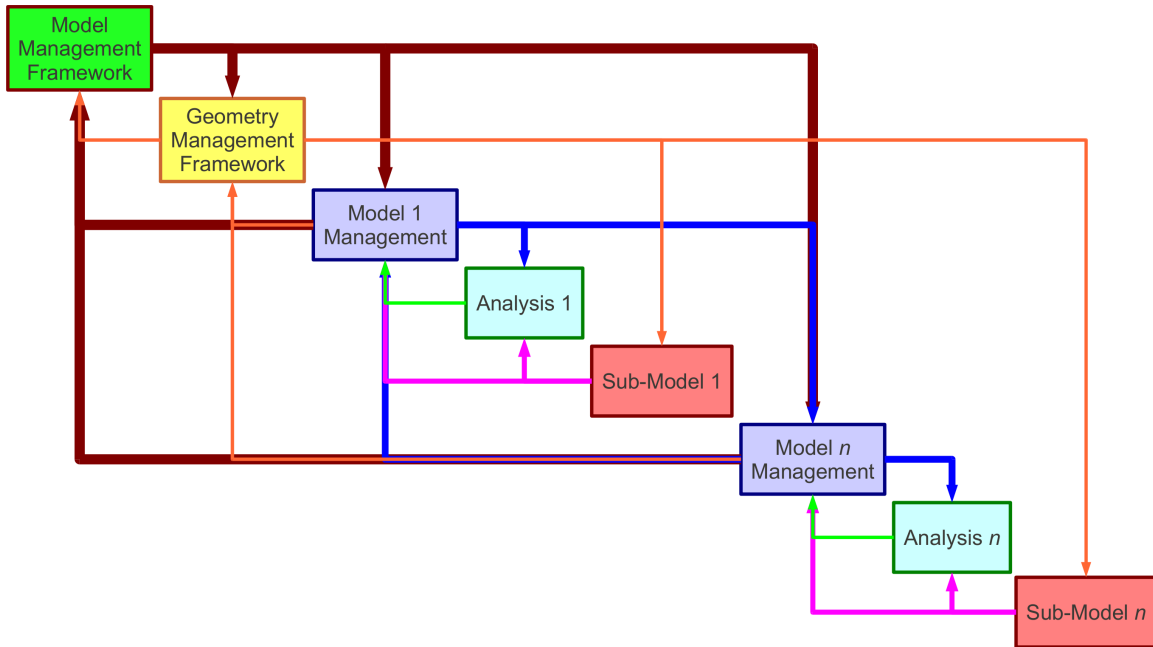 Model
Management
Framework
Geometry
Management
Framework
Model 1
Management
Analysis 1
Sub-Model 1
Model n
Management
Analysis n
Sub-Model n